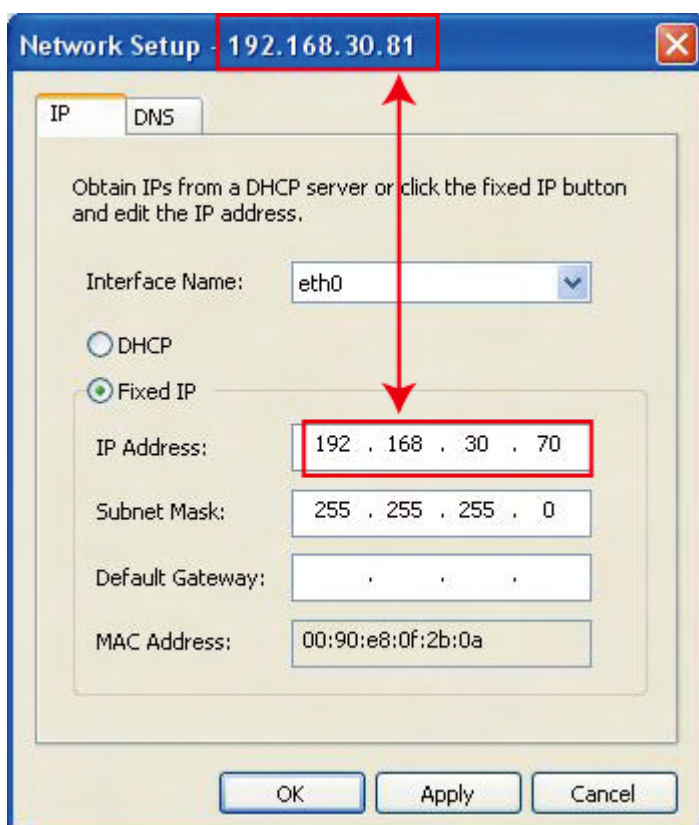 Network Setup - 192.168.30.81
IP DNS
Obtain IPs from a DHCP server or click the fixed IP button
and edit the IP address.
Interface Name: eth0
DHCP
Fixed IP
IP Address: 192 . 168 . 30 . 70
Subnet Mask: 255 . 255 . 255 . 0
Default Gateway: . . .
MAC Address: 00:90:e8:0f:2b:0a
OK Apply Cancel